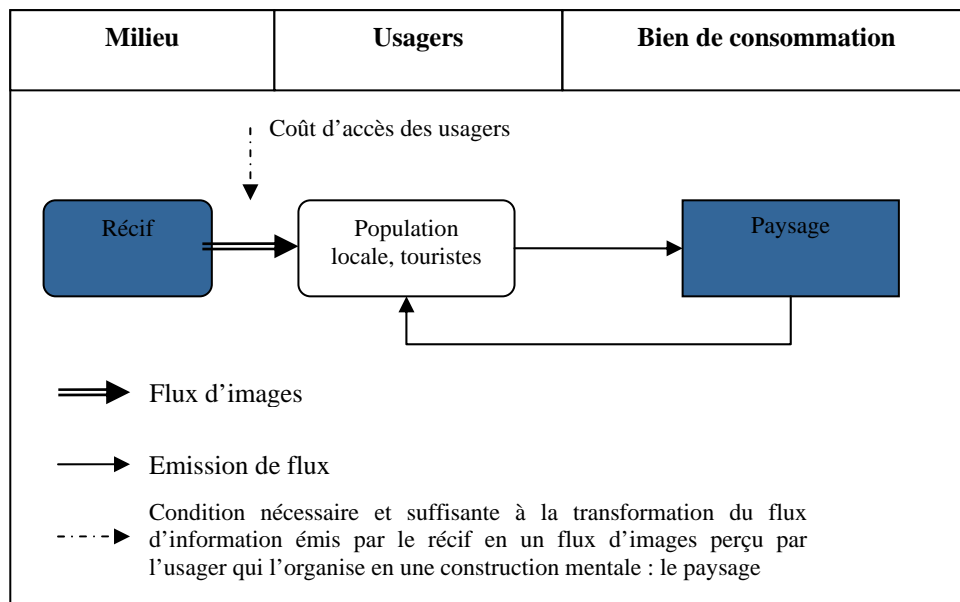 Milieu
Usagers
Bien de consommation
Coût d’accès des usagers
Récif
Population
locale, touristes
Paysage
Flux d’images
Emission de flux
Condition nécessaire et suffisante à la transformation du flux
d’information émis par le récif en un flux d’images perçu par
l’usager qui l’organise en une construction mentale : le paysage